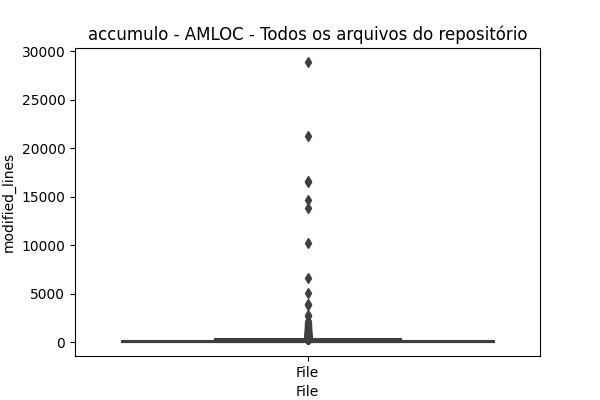 accumulo - AMLOC - Todos os arquivos do repositório
30000
25000
20000
15000
10000
5000
0
modified_lines
File
File